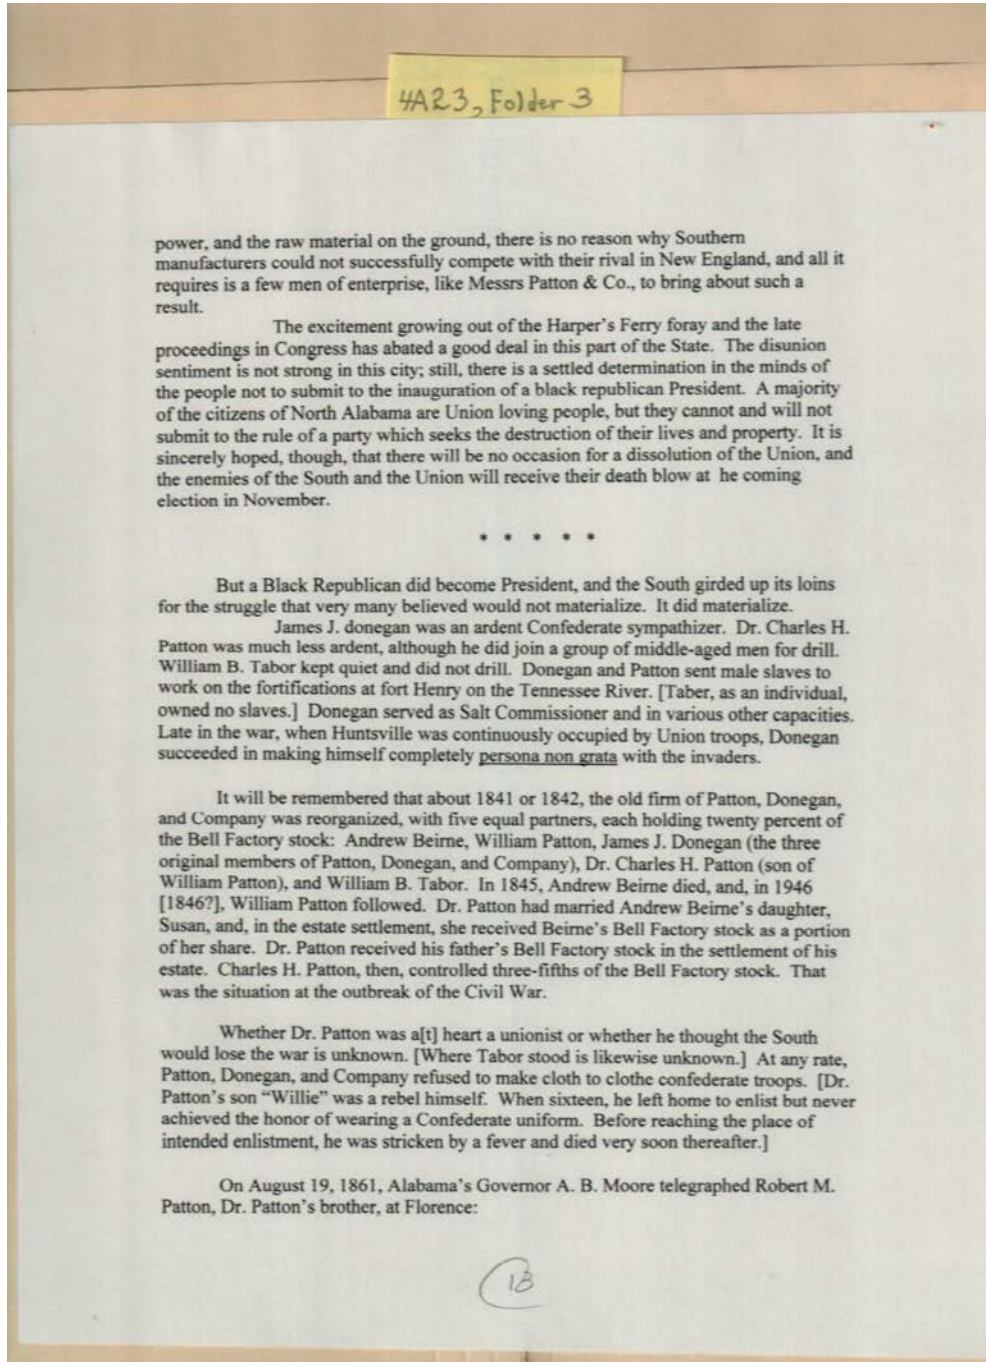 4A23, Folder 3
power, and the raw material on the ground, there is no reason why Southern
manufacturers could not successfully compete with their rival in New England, and all it
requires is a few men of enterprise, like Messrs Patton & Co., to bring about such a
result.
The excitement growing out of the Harper's Ferry foray and the late
proceedings in Congress has abated a good deal in this part of the State. The disunion
sentiment is not strong in this city; still, there is a settled determination in the minds of
the people not to submit to the inauguration of a black republican President. A majority
of the citizens of North Alabama are Union loving people, but they cannot and will not
submit to the rule of a party which seeks the destruction of their lives and property. It is
sincerely hoped, though, that there will be no occasion for a dissolution of the Union, and
the enemies of the South and the Union will receive their death blow at he coming
election in November.
* * * * *
But a Black Republican did become President, and the South girded up its loins
for the struggle that very many believed would not materialize. It did materialize.
James J. donegan was an ardent Confederate sympathizer. Dr. Charles H.
Patton was much less ardent, although he did join a group of middle-aged men for drill.
William B. Tabor kept quiet and did not drill. Donegan and Patton sent male slaves to
work on the fortifications at fort Henry on the Tennessee River. [Taber, as an individual,
owned no slaves.] Donegan served as Salt Commissioner and in various other capacities.
Late in the war, when Huntsville was continuously occupied by Union troops, Donegan
succeeded in making himself completely persona non grata with the invaders.
It will be remembered that about 1841 or 1842, the old firm of Patton, Donegan,
and Company was reorganized, with five equal partners, each holding twenty percent of
the Bell Factory stock: Andrew Beirne, William Patton, James J. Donegan (the three
original members of Patton, Donegan, and Company), Dr. Charles H. Patton (son of
William Patton), and William B. Tabor. In 1845, Andrew Beirne died, and, in 1946
[1846?], William Patton followed. Dr. Patton had married Andrew Beirne's daughter,
Susan, and, in the estate settlement, she received Beirne's Bell Factory stock as a portion
of her share. Dr. Patton received his father's Bell Factory stock in the settlement of his
estate. Charles H. Patton, then, controlled three-fifths of the Bell Factory stock. That
was the situation at the outbreak of the Civil War.
Whether Dr. Patton was a[t] heart a unionist or whether he thought the South
would lose the war is unknown. [Where Tabor stood is likewise unknown.] At any rate,
Patton, Donegan, and Company refused to make cloth to clothe confederate troops. [Dr.
Patton's son "Willie" was a rebel himself. When sixteen, he left home to enlist but never
achieved the honor of wearing a Confederate uniform. Before reaching the place of
intended enlistment, he was stricken by a fever and died very soon thereafter.]
On August 19, 1861, Alabama's Governor A. B. Moore telegraphed Robert M.
Patton, Dr. Patton's brother, at Florence:
13